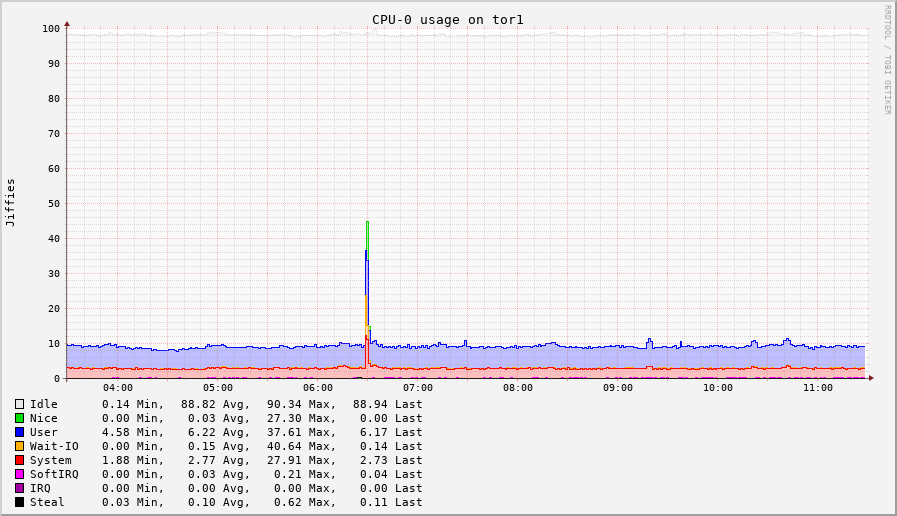 CPU-0 usage on tor1
RRDTOOL / TOBI OETIKER
Jiffies
100
90
80
70
60
50
40
30
20
10
0
04:00 05:00 06:00 07:00 08:00 09:00 10:00 11:00
Idle 0.14 Min, 88.82 Avg, 90.34 Max, 88.94 Last
Nice 0.00 Min, 0.03 Avg, 27.30 Max, 0.00 Last
User 4.58 Min, 6.22 Avg, 37.61 Max, 6.17 Last
Wait-IO 0.00 Min, 0.15 Avg, 40.64 Max, 0.14 Last
System 1.88 Min, 2.77 Avg, 27.91 Max, 2.73 Last
SoftIRQ 0.00 Min, 0.03 Avg, 0.21 Max, 0.04 Last
IRQ 0.00 Min, 0.00 Avg, 0.00 Max, 0.00 Last
Steal 0.03 Min, 0.10 Avg, 0.62 Max, 0.11 Last